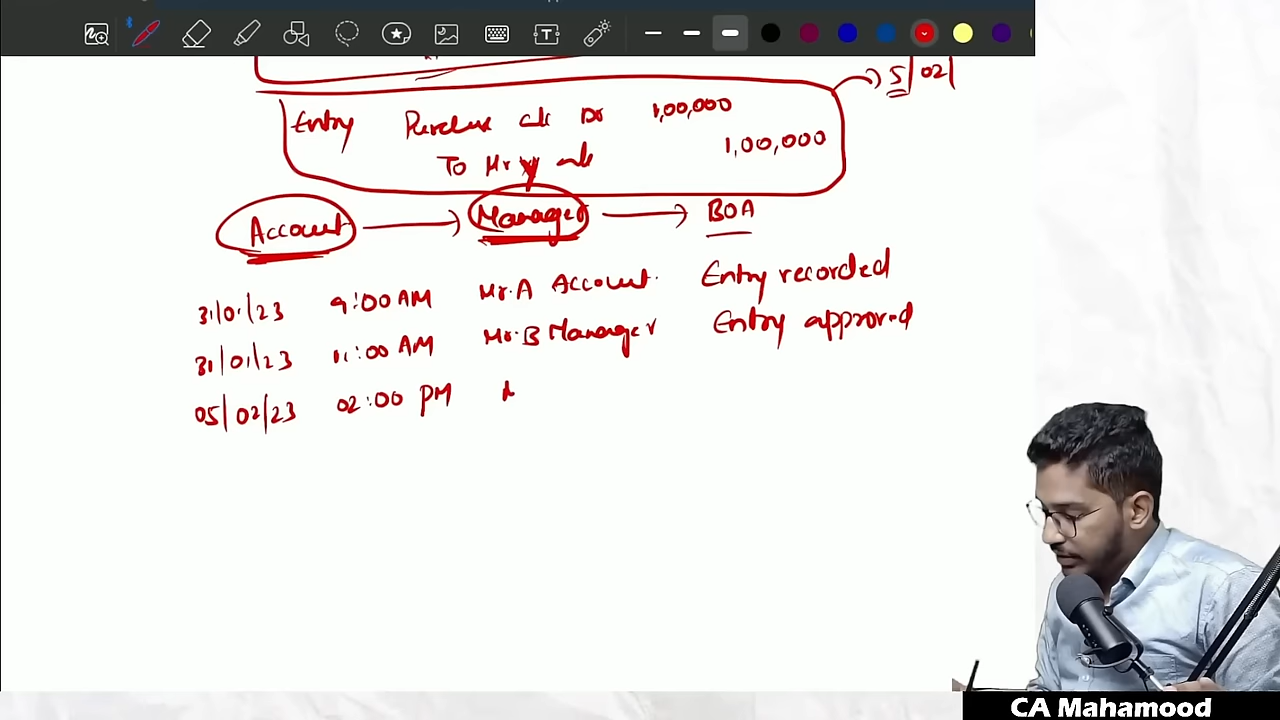 5/02/
Entry Purchase a/c Dr 1,00,000
To Mr Y a/c 1,00,000
Account → Manager → BOA
31/01/23 9:00 AM Mr.A Account. Entry recorded
31/01/23 11:00 AM Mr.B Manager Entry approved
05/02/23 02:00 PM
CA Mahamood